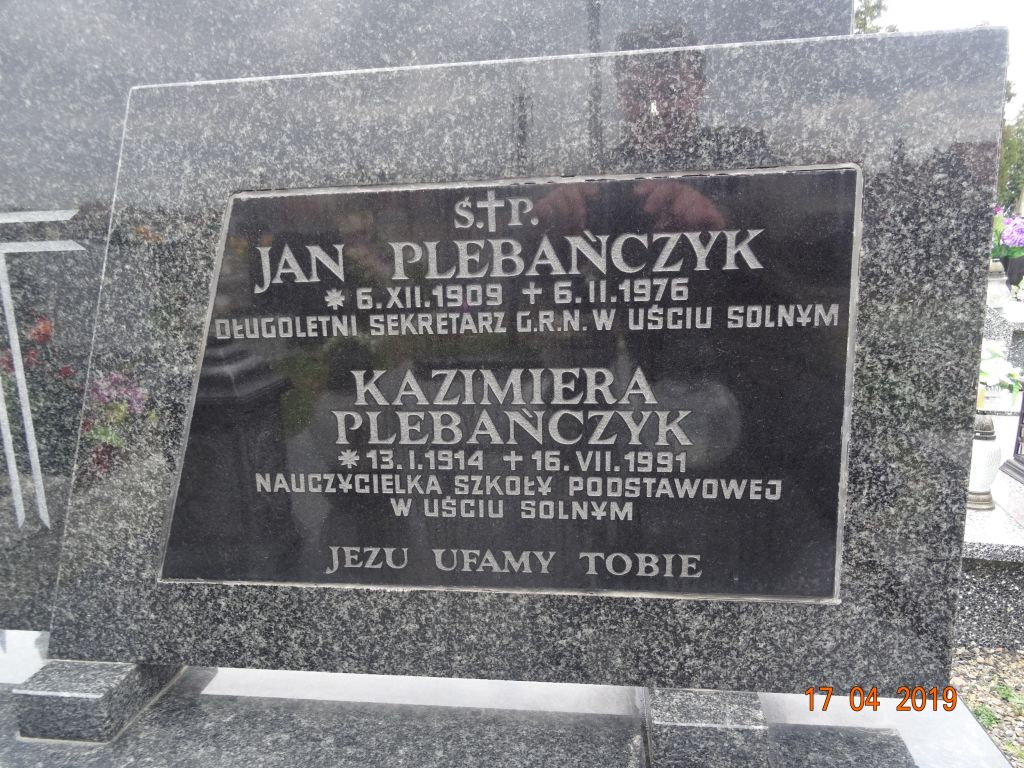 Ś.†P.
JAN PLEBAŃCZYK
* 6.XII.1909 + 6.II.1976
DŁUGOLETNI SEKRETARZ G.R.N. W UŚCIU SOLNYM
KAZIMIERA
PLEBAŃCZYK
* 13.I.1914 + 16.VII.1991
NAUCZYCIELKA SZKOŁY PODSTAWOWEJ
W UŚCIU SOLNYM
JEZU UFAMY TOBIE
17 04 2019